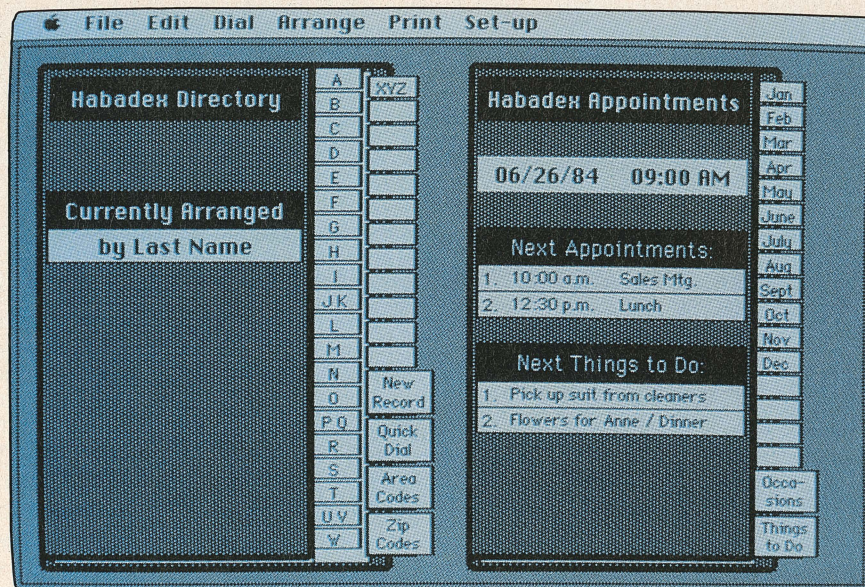 File Edit Dial Arrange Print Set-up
Habadex Directory
Currently Arranged
by Last Name
A
B
C
D
E
F
G
H
I
J K
L
M
N
O
P Q
R
S
T
U V
W
XYZ
New
Record
Quick
Dial
Area
Codes
Zip
Codes
Habadex Appointments
06/26/84 09:00 AM
Next Appointments:
1. 10:00 a.m. Sales Mtg.
2. 12:30 p.m. Lunch
Next Things to Do:
1. Pick up suit from cleaners
2. Flowers for Anne / Dinner
Jan
Feb
Mar
Apr
May
June
July
Aug
Sept
Oct
Nov
Dec
Occa-
sions
Things
to Do